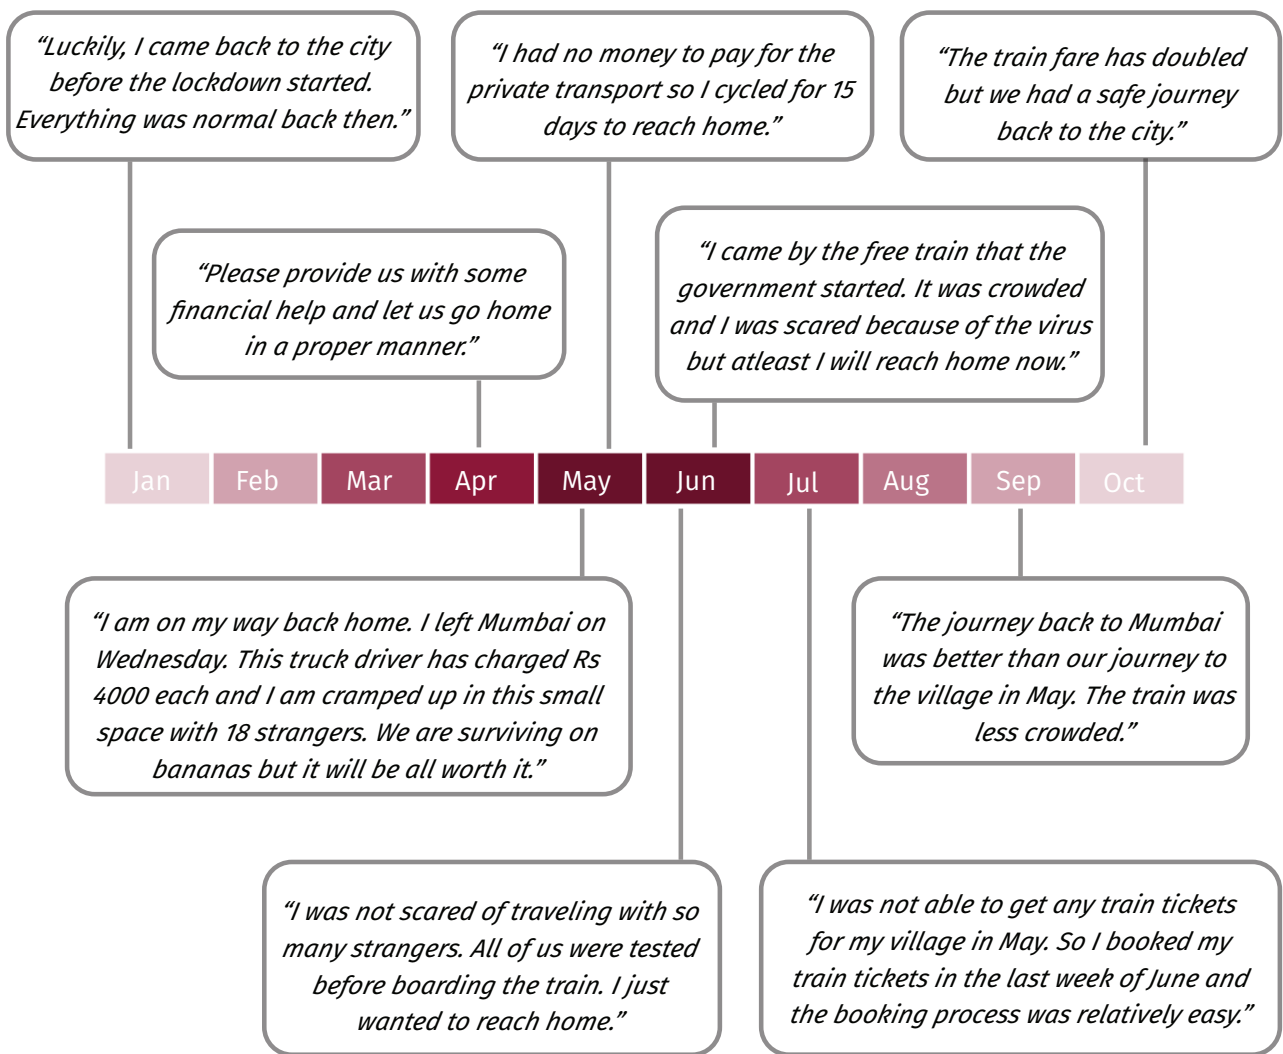 “Luckily, I came back to the city
before the lockdown started.
Everything was normal back then.”
“I had no money to pay for the
private transport so I cycled for 15
days to reach home.”
“The train fare has doubled
but we had a safe journey
back to the city.”
“Please provide us with some
financial help and let us go home
in a proper manner.”
“I came by the free train that the
government started. It was crowded
and I was scared because of the virus
but atleast I will reach home now.”
Jan Feb Mar Apr May Jun Jul Aug Sep Oct
“I am on my way back home. I left Mumbai on
Wednesday. This truck driver has charged Rs
4000 each and I am cramped up in this small
space with 18 strangers. We are surviving on
bananas but it will be all worth it.”
“The journey back to Mumbai
was better than our journey to
the village in May. The train was
less crowded.”
“I was not scared of traveling with so
many strangers. All of us were tested
before boarding the train. I just
wanted to reach home.”
“I was not able to get any train tickets
for my village in May. So I booked my
train tickets in the last week of June and
the booking process was relatively easy.”